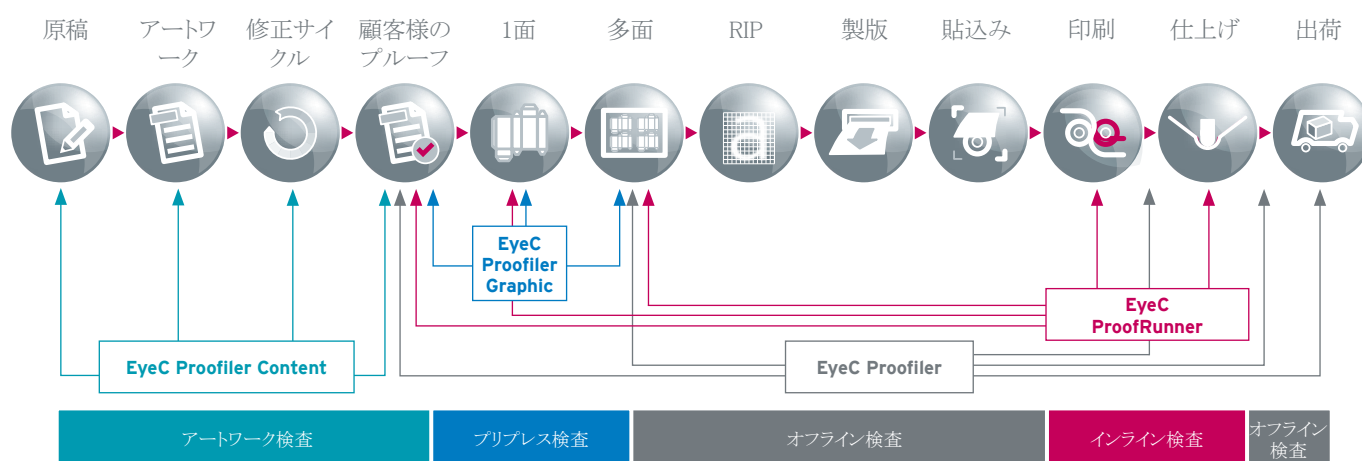 原稿
アートワ
ーク
修正サイ
クル
顧客様の
プルーフ
1面
多面
RIP
製版
貼込み
印刷
仕上げ
出荷
a
EyeC
Proofiler
Graphic
EyeC
ProofRunner
EyeC Proofiler Content
EyeC Proofiler
アートワーク検査
プリプレス検査
オフライン検査
インライン検査
オフライン
検査